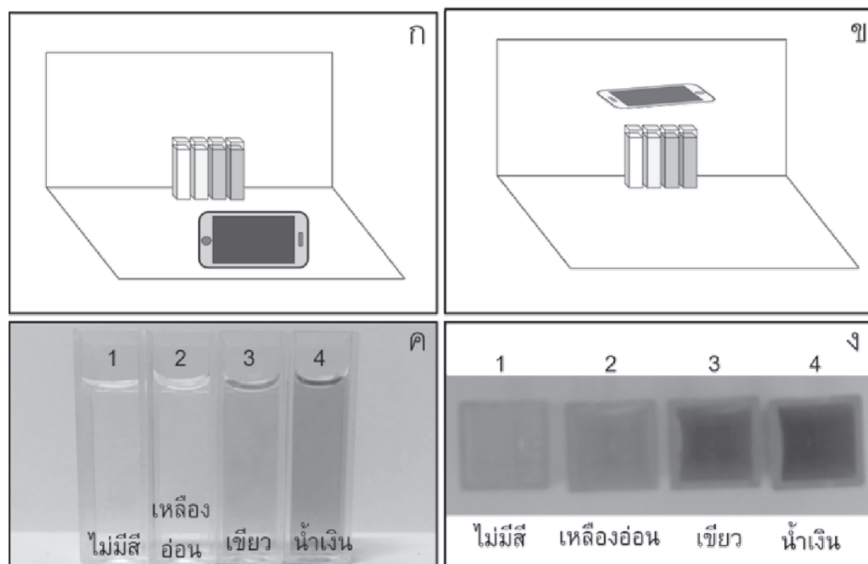 ก
ข
ค
1 2 3 4
ไม่มีสี
เหลือง
อ่อน
เขียว
น้ำเงิน
ง
1 2 3 4
ไม่มีสี เหลืองอ่อน เขียว น้ำเงิน